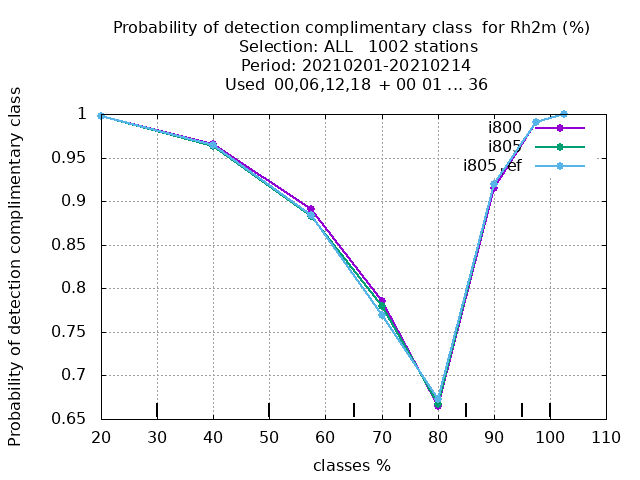 Probability of detection complimentary class  for Rh2m (%)
Selection: ALL   1002 stations
Period: 20210201-20210214
Used  00,06,12,18 + 00 01 ... 36
Probability of detection complimentary class
1
0.95
0.9
0.85
0.8
0.75
0.7
0.65
i800
i805
i805_ref
20 30 40 50 60 70 80 90 100 110
classes %